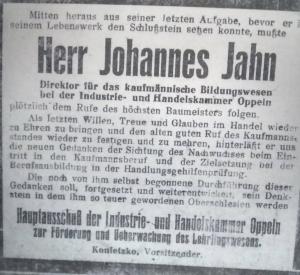 Mitten heraus aus seiner letzten Aufgabe, bevor er
seinem Lebenswerk den Schlußstein setzen konnte, mußte
Herr Johannes Jahn
Direktor für das kaufmännische Bildungswesen
bei der Industrie- und Handelskammer Oppeln
plötzlich dem Rufe des höchsten Baumeisters folgen.
Als letzten Willen, Treue und Glauben im Handel wieder
zu Ehren zu bringen und den alten guten Ruf des Kaufmanns-
standes wieder zu festigen und zu mehren, hinterläßt er uns
die neuen Gedanken der Sichtung des Nachwuchses beim Ein-
tritt in den Kaufmannsberuf und der Zielsetzung bei der
Berufsausbildung in der Handlungsgehilfenprüfung.
Die noch von ihm selbst begonnene Durchführung dieser
Gedanken soll, fortgesetzt und weiterentwickelt, sein Denk-
stein in dem ihm so teuer gewordenen Oberschlesien werden
Hauptausschuß der Industrie- und Handelskammer Oppeln
zur Förderung und Ueberwachung des Lehrlingswesens.
Konietzko, Vorsitzender.